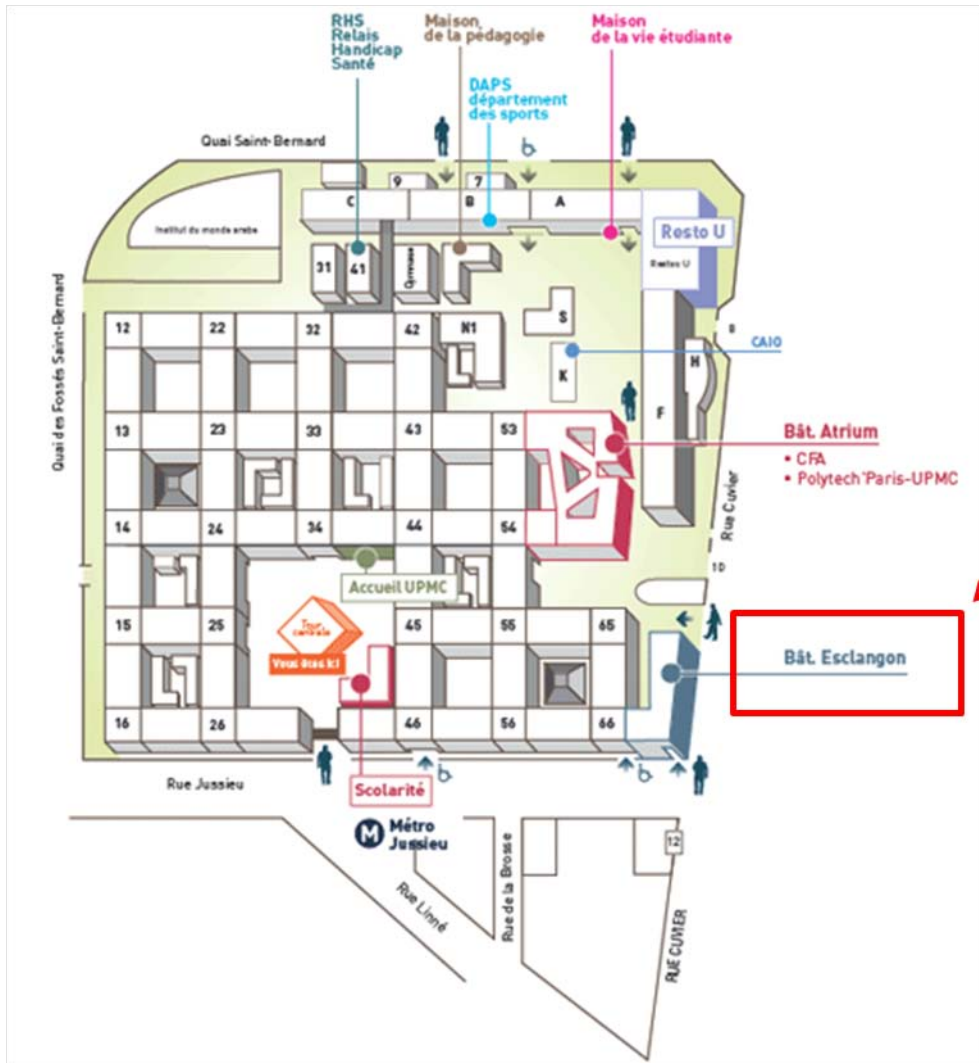 RHS
Relais
Handicap
Santé
Maison
de la pédagogie
Maison
de la vie étudiante
DAPS
département
des sports
Quai Saint-Bernard
9
7
C
B
A
Institut du monde arabe
Resto U
Restos U
31
41
Gymnase
Quai des Fossés Saint-Bernard
12
22
32
42
N1
S
8
CAIO
K
H
F
13
23
33
43
53
Bât. Atrium
• CFA
• Polytech'Paris-UPMC
Rue Cuvier
14
24
34
44
54
10
Accueil UPMC
15
25
Tour
centrale
Vous êtes ici
45
55
65
Bât. Esclangon
16
26
46
56
66
Rue Jussieu
Scolarité
M Métro
Jussieu
12
Rue Linné
Rue de la Brosse
RUE CUVIER